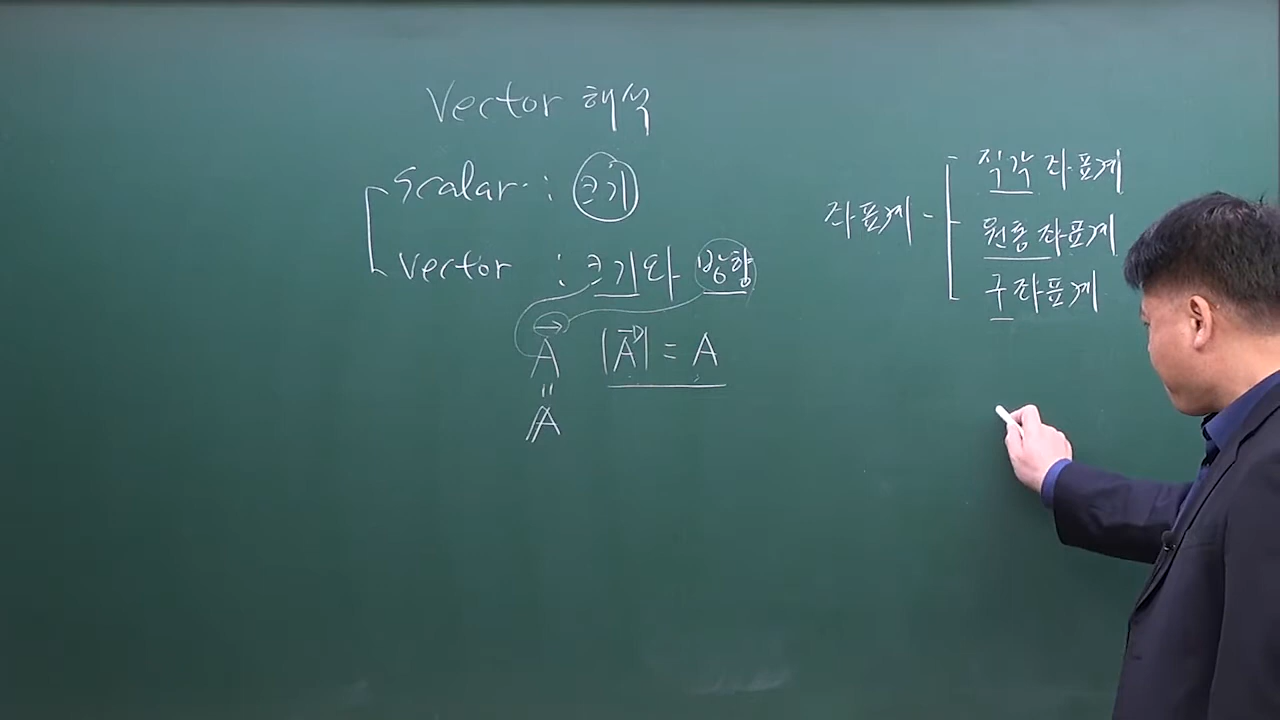 Vector 해석
Scalar : 크기
Vector : 크기와 방향
A⃗ |A⃗| = A
=
𝔸
좌표계
직각 좌표계
원통 좌표계
구 좌표계